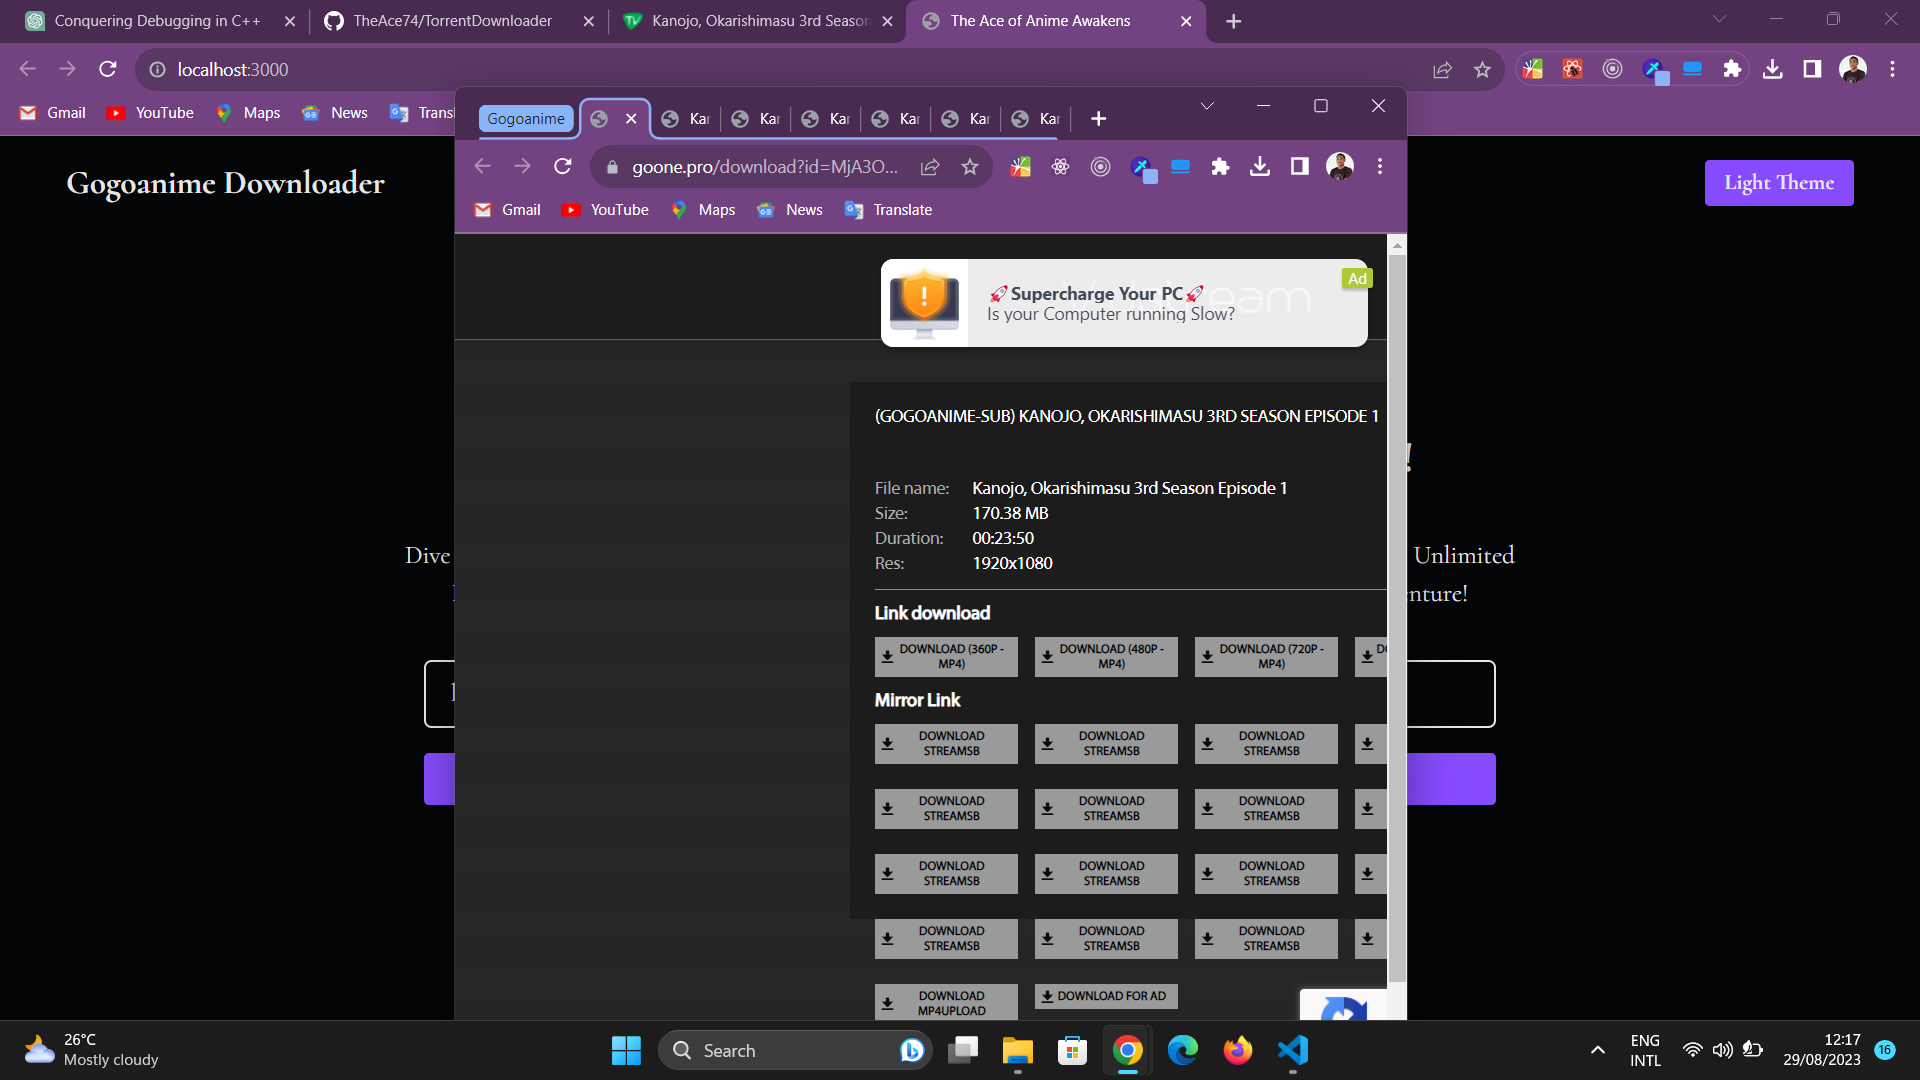 Conquering Debugging in C++
TheAce74/TorrentDownloader
Kanojo, Okarishimasu 3rd Season
The Ace of Anime Awakens
localhost:3000
Gmail
YouTube
Maps
News
Trans
Gogoanime
Kar
Kar
Kar
Kar
Kar
Kar
goone.pro/download?id=MjA3O...
Gmail
YouTube
Maps
News
Translate
Gogoanime Downloader
Light Theme
Ad
🚀Supercharge Your PC🚀
Is your Computer running Slow?
(GOGOANIME-SUB) KANOJO, OKARISHIMASU 3RD SEASON EPISODE 1
File name: Kanojo, Okarishimasu 3rd Season Episode 1
Size: 170.38 MB
Duration: 00:23:50
Res: 1920x1080
!
Dive
Unlimited
enture!
Link download
DOWNLOAD (360P -
MP4)
DOWNLOAD (480P -
MP4)
DOWNLOAD (720P -
MP4)
Mirror Link
DOWNLOAD
STREAMSB
DOWNLOAD
STREAMSB
DOWNLOAD
STREAMSB
DOWNLOAD
STREAMSB
DOWNLOAD
STREAMSB
DOWNLOAD
STREAMSB
DOWNLOAD
STREAMSB
DOWNLOAD
STREAMSB
DOWNLOAD
STREAMSB
DOWNLOAD
STREAMSB
DOWNLOAD
STREAMSB
DOWNLOAD
STREAMSB
DOWNLOAD
MP4UPLOAD
DOWNLOAD FOR AD
26°C
Mostly cloudy
Search
ENG
INTL
12:17
29/08/2023
16